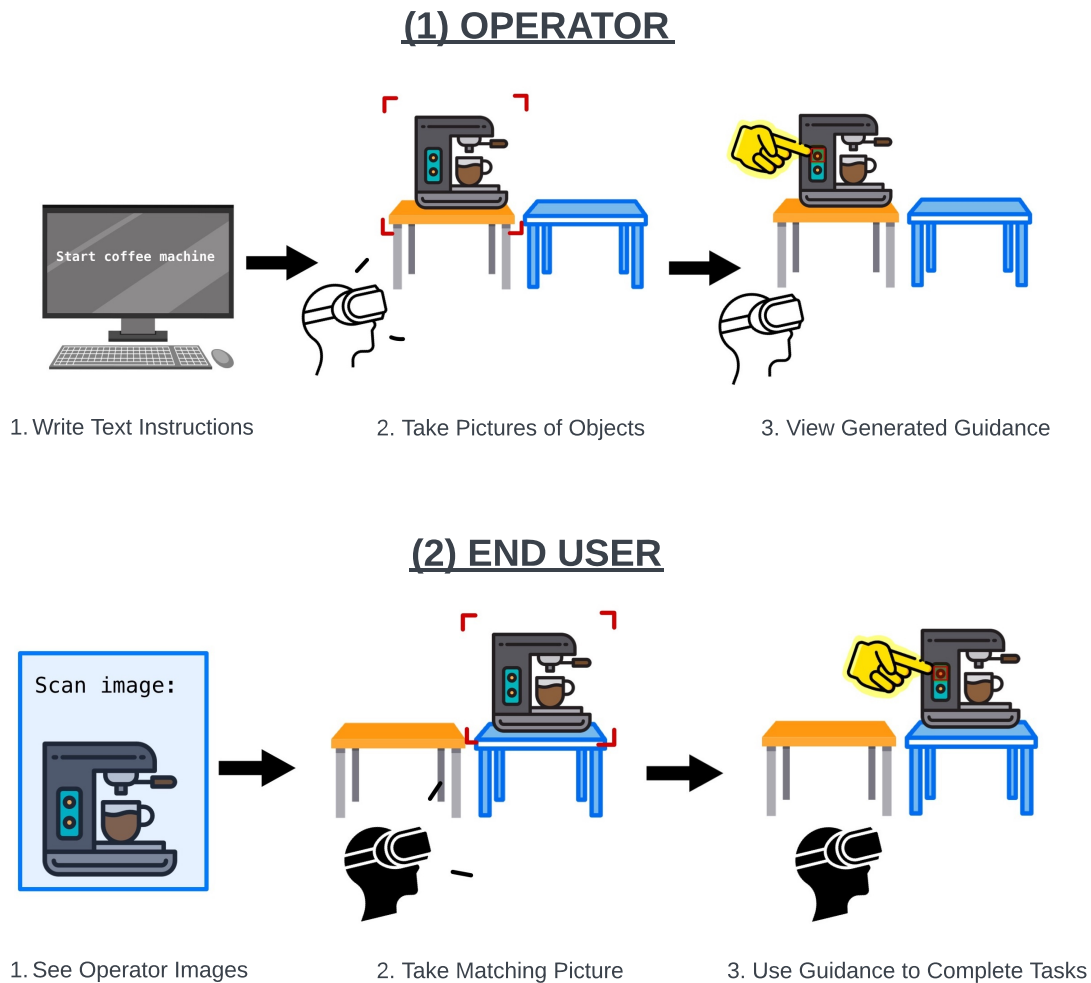 (1) OPERATOR
Start coffee machine
1. Write Text Instructions
2. Take Pictures of Objects
3. View Generated Guidance
(2) END USER
Scan image:
1. See Operator Images
2. Take Matching Picture
3. Use Guidance to Complete Tasks